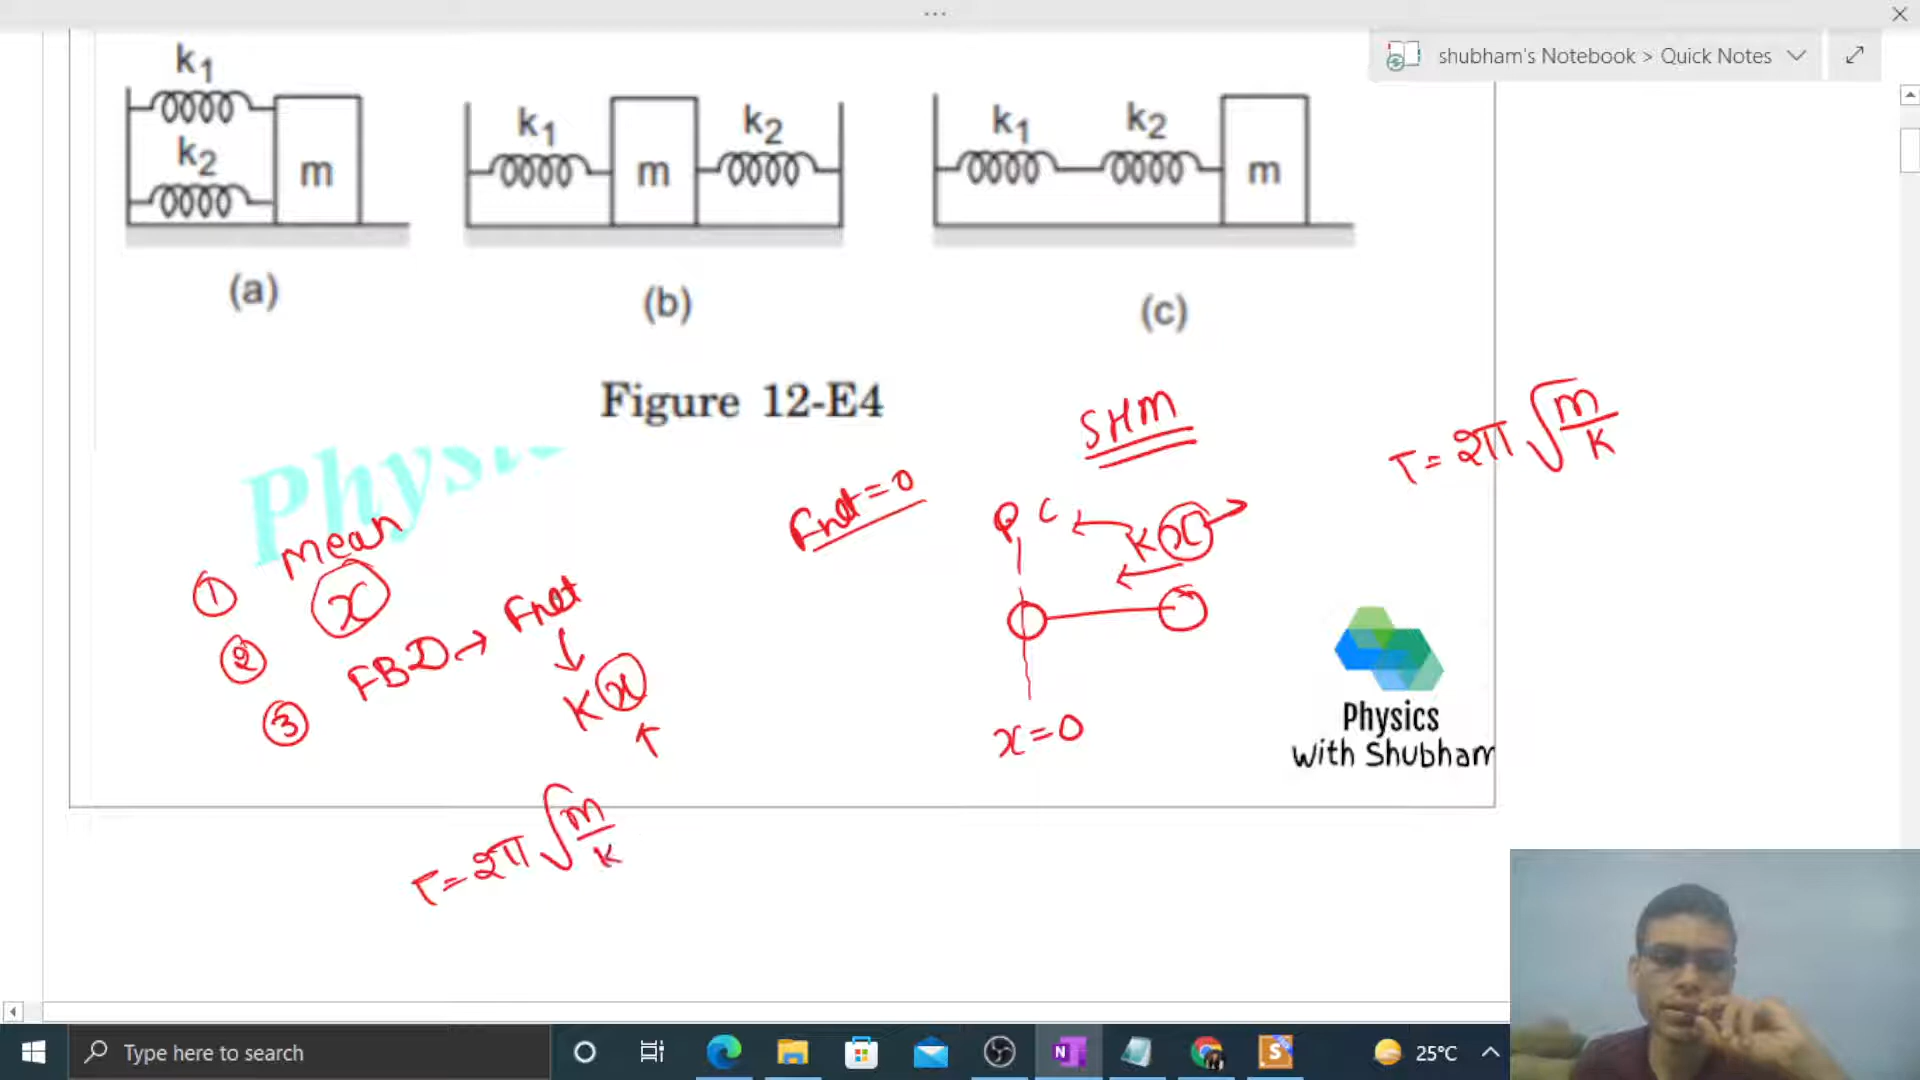 shubham's Notebook > Quick Notes
k1
k2
m
(a)
k1
m
k2
(b)
k1
k2
m
(c)
Figure 12-E4
SHM
T = 2π √m/k
Fnet = 0
Physi
① mean
x
② FBD → Fnet
③
K x
K x
x = 0
Physics
with Shubham
T = 2π √m/k
Type here to search
25°C